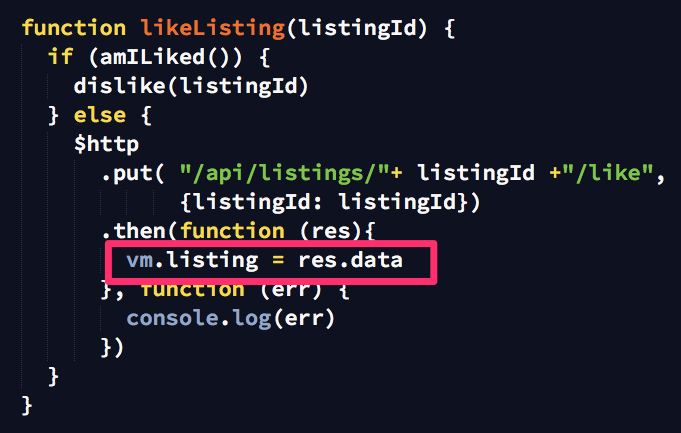 function likeListing(listingId) {
if (amILiked()) {
dislike(listingId)
} else {
$http
.put( "/api/listings/"+ listingId +"/like",
{listingId: listingId})
.then(function (res){
vm.listing = res.data
}, function (err) {
console.log(err)
})
}
}